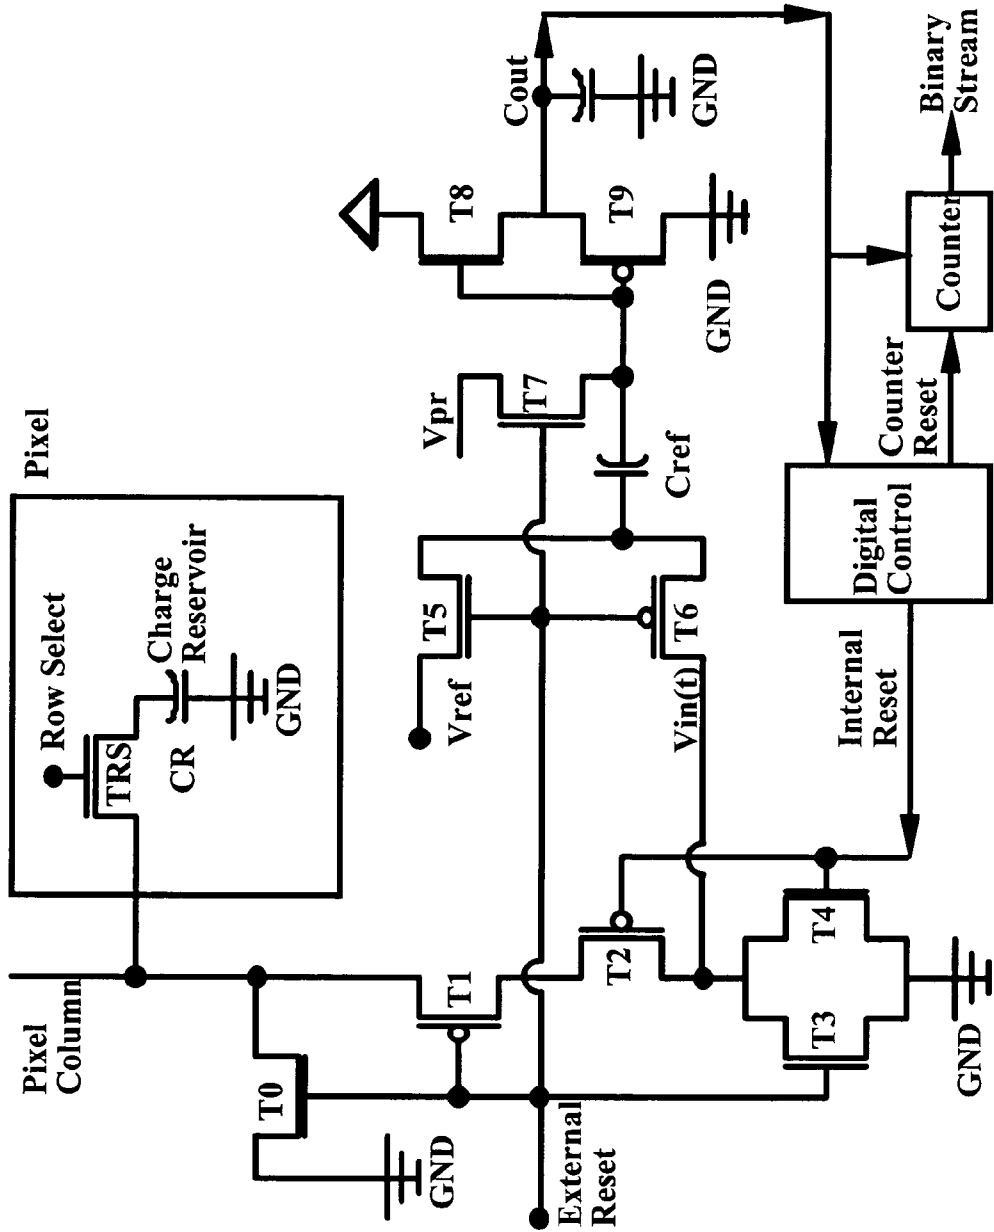 Pixel
Row Select
TRS
Charge
Reservoir
CR
GND
Pixel
Column
T0
GND
T1
External
Reset
T2
T3
T4
GND
Vref
T5
T6
Vin(t)
Vpr
T7
Cref
T8
T9
GND
Cout
GND
Internal
Reset
Digital
Control
Counter
Reset
Counter
Binary
Stream